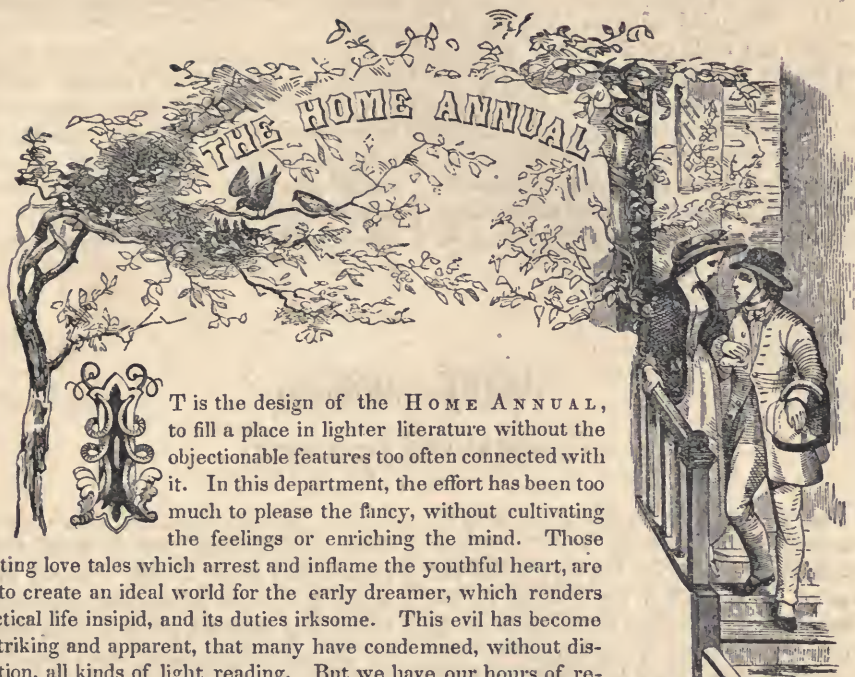 THE HOME ANNUAL
IT is the design of the HOME ANNUAL,
to fill a place in lighter literature without the
objectionable features too often connected with
it. In this department, the effort has been too
much to please the fancy, without cultivating
the feelings or enriching the mind. Those
ting love tales which arrest and inflame the youthful heart, are
to create an ideal world for the early dreamer, which renders
ctical life insipid, and its duties irksome. This evil has become
triking and apparent, that many have condemned, without dis-
tion, all kinds of light reading. But we have our hours of re-